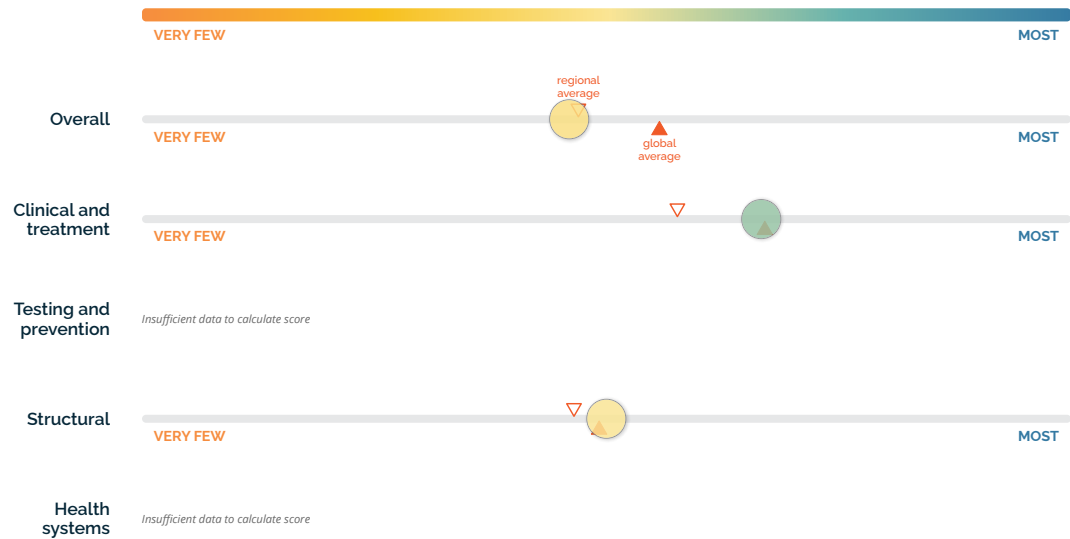 VERY FEW MOST
regional
average
Overall
VERY FEW MOST
global
average
Clinical and
treatment
VERY FEW MOST
Testing and
prevention
Insufficient data to calculate score
Structural
VERY FEW MOST
Health
systems
Insufficient data to calculate score